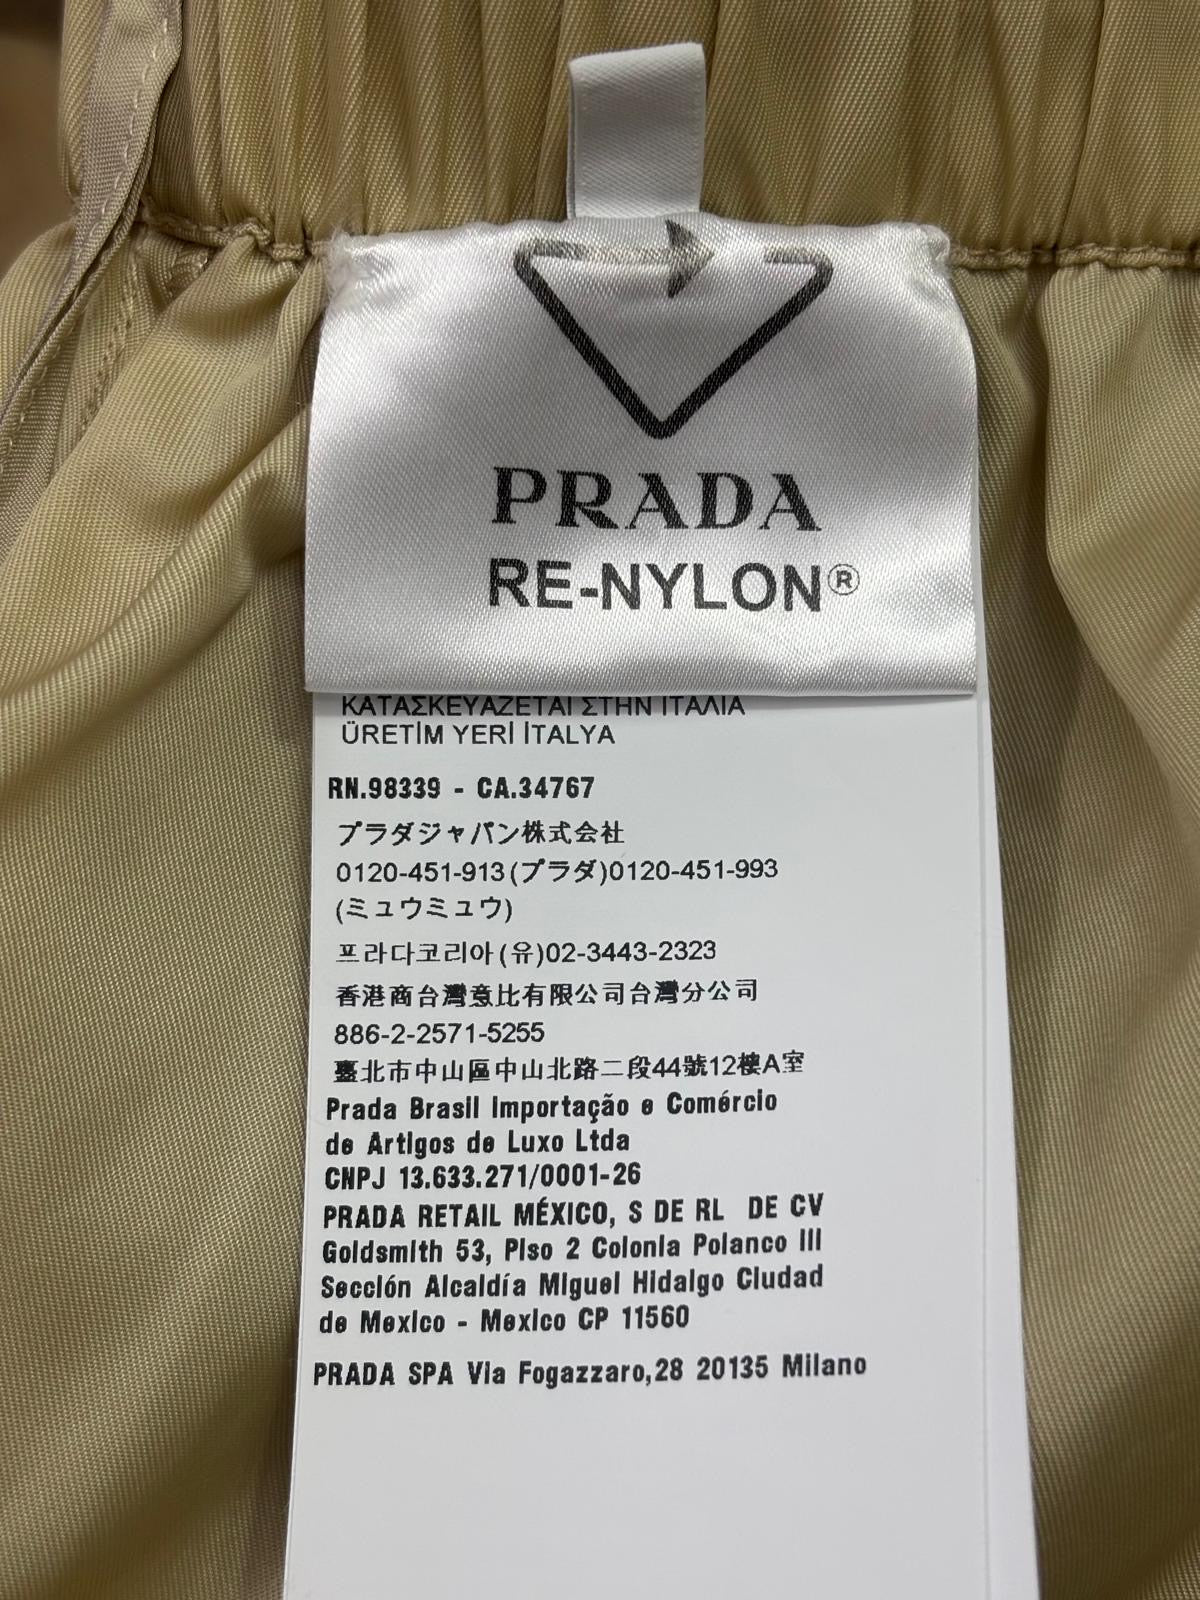 PRADA
RE-NYLON®
ΚΑΤΑΣΚΕΥΑΖΕΤΑΙ ΣΤΗΝ ΙΤΑΛΙΑ
ÜRETİM YERİ İTALYA
RN.98339 - CA.34767
プラダジャパン株式会社
0120-451-913(プラダ)0120-451-993
(ミュウミュウ)
프라다코리아(유)02-3443-2323
香港商台灣意比有限公司台灣分公司
886-2-2571-5255
臺北市中山區中山北路二段44號12樓A室
Prada Brasil Importação e Comércio
de Artigos de Luxo Ltda
CNPJ 13.633.271/0001-26
PRADA RETAIL MÉXICO, S DE RL DE CV
Goldsmith 53, Piso 2 Colonia Polanco III
Sección Alcaldía Miguel Hidalgo Ciudad
de Mexico - Mexico CP 11560
PRADA SPA Via Fogazzaro,28 20135 Milano